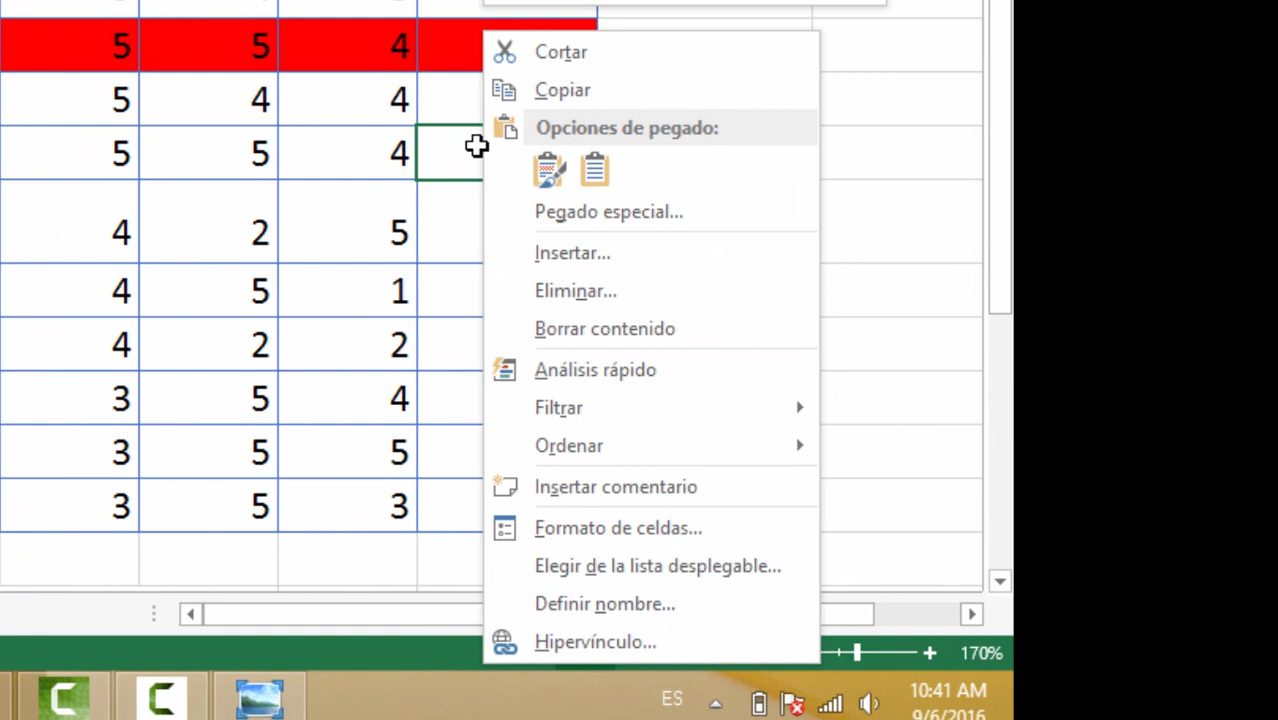 5 5 4
5 4 4
5 5 4
4 2 5
4 5 1
4 2 2
3 5 4
3 5 5
3 5 3
Cortar
Copiar
Opciones de pegado:
Pegado especial...
Insertar...
Eliminar...
Borrar contenido
Análisis rápido
Filtrar
Ordenar
Insertar comentario
Formato de celdas...
Elegir de la lista desplegable...
Definir nombre...
Hipervínculo...
170%
ES
10:41 AM
9/6/2016